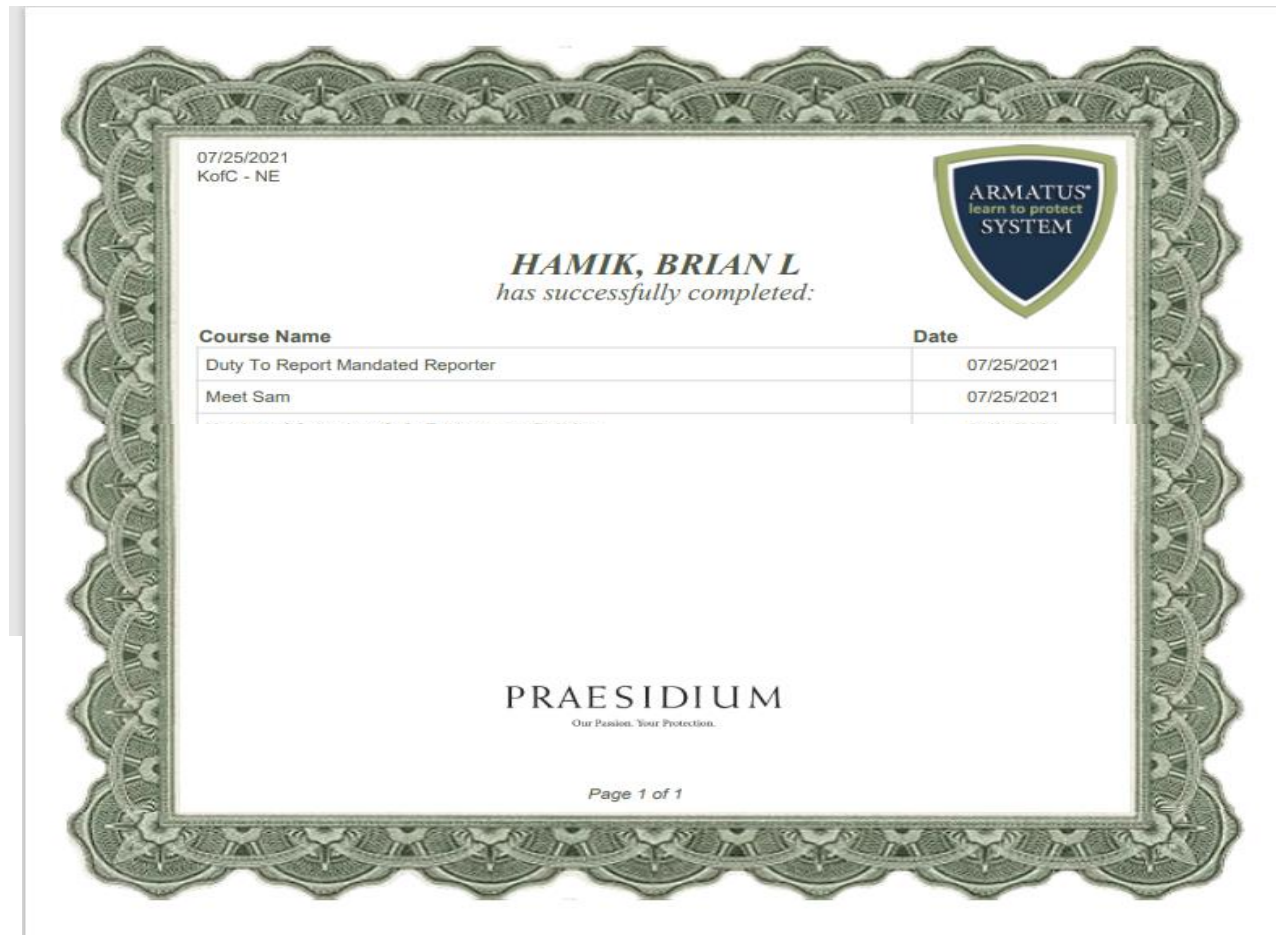 07/25/2021
KofC - NE
ARMATUS®
learn to protect
SYSTEM
HAMIK, BRIAN L
has successfully completed:
Course Name Date
Duty To Report Mandated Reporter 07/25/2021
Meet Sam 07/25/2021
PRAESIDIUM
Our Passion. Your Protection.
Page 1 of 1